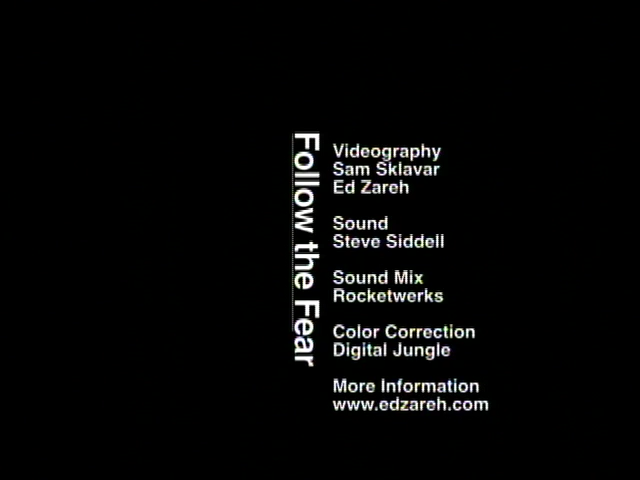 Follow the Fear
Videography
Sam Sklavar
Ed Zareh
Sound
Steve Siddell
Sound Mix
Rocketwerks
Color Correction
Digital Jungle
More Information
www.edzareh.com